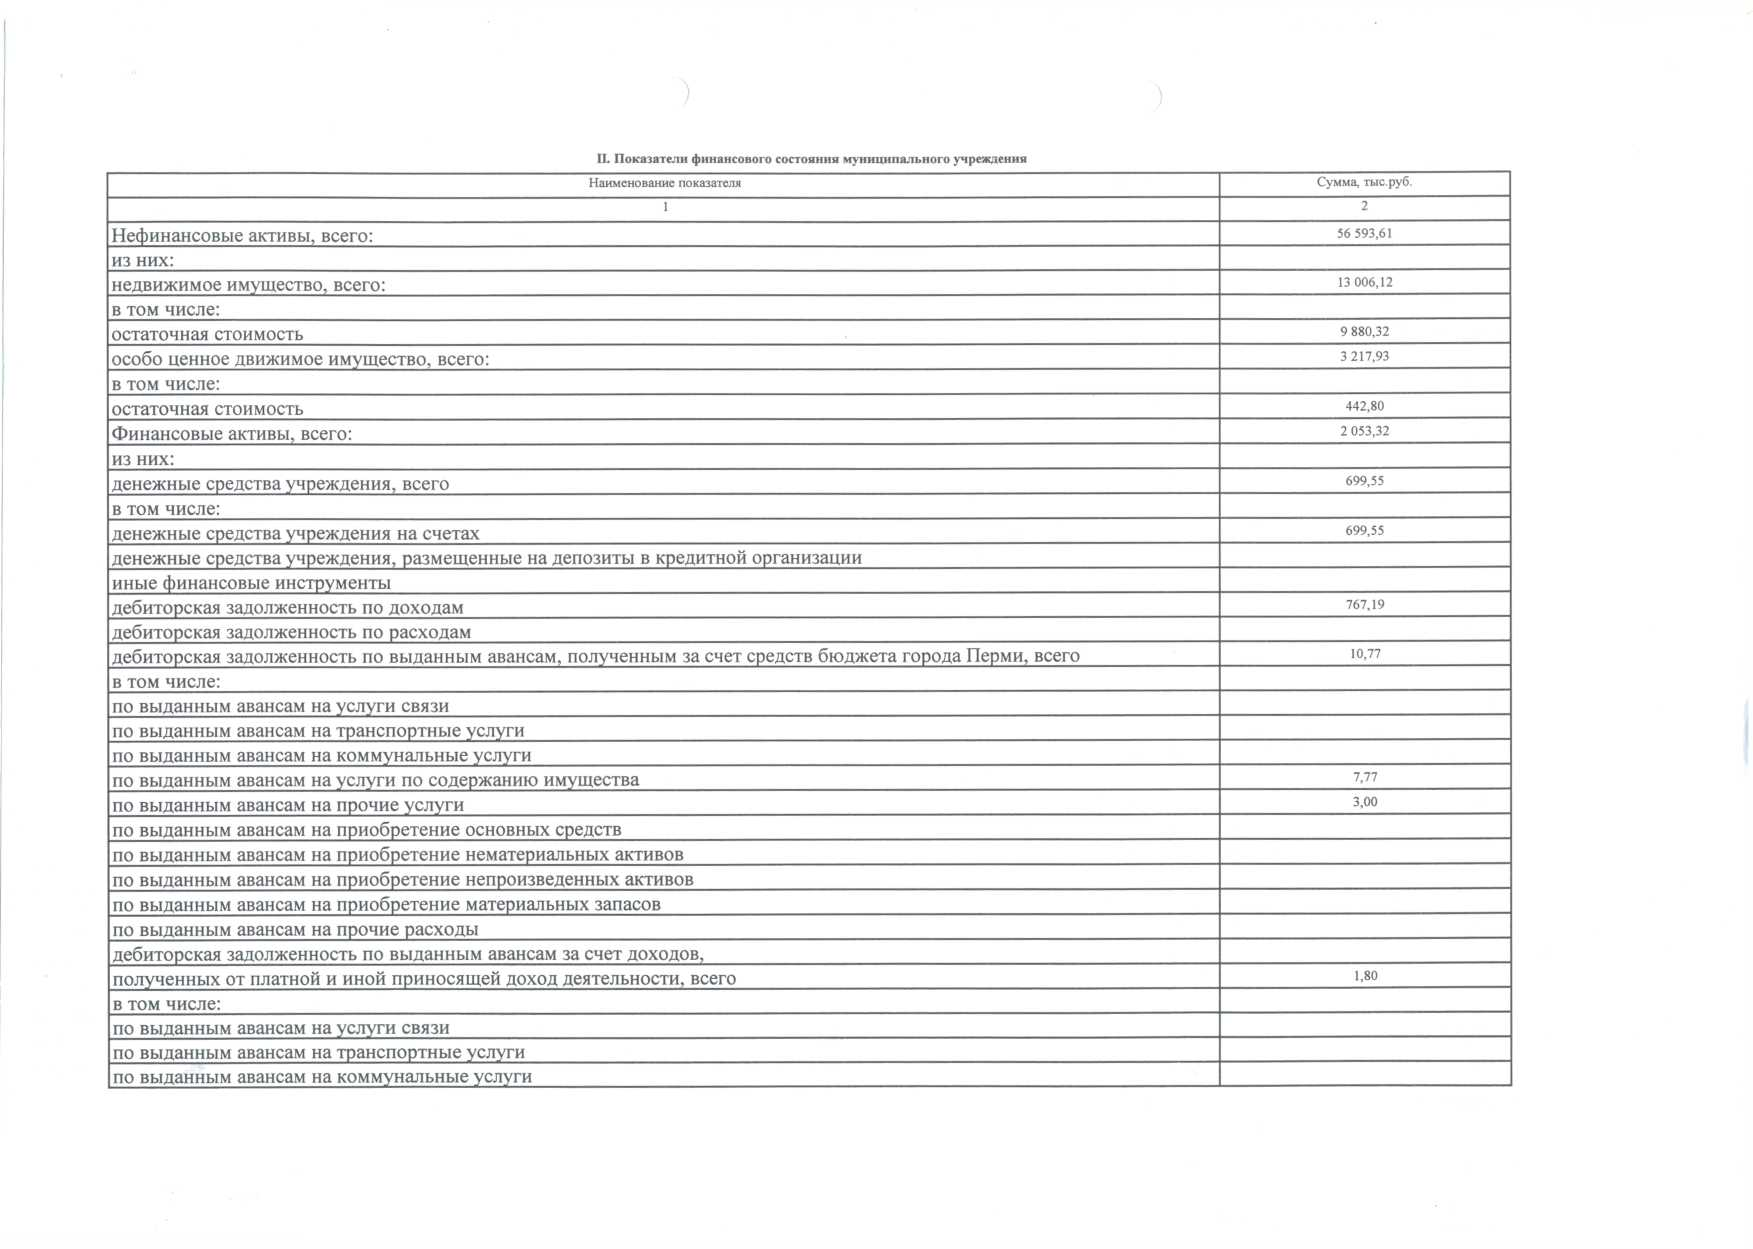 II. Показатели финансового состояния муниципального учреждения
Наименование показателя Сумма, тыс.руб.
1 2
Нефинансовые активы, всего: 56 593,61
из них:
недвижимое имущество, всего: 13 006,12
в том числе:
остаточная стоимость 9 880,32
особо ценное движимое имущество, всего: 3 217,93
в том числе:
остаточная стоимость 442,80
Финансовые активы, всего: 2 053,32
из них:
денежные средства учреждения, всего 699,55
в том числе:
денежные средства учреждения на счетах 699,55
денежные средства учреждения, размещенные на депозиты в кредитной организации
иные финансовые инструменты
дебиторская задолженность по доходам 767,19
дебиторская задолженность по расходам
дебиторская задолженность по выданным авансам, полученным за счет средств бюджета города Перми, всего 10,77
в том числе:
по выданным авансам на услуги связи
по выданным авансам на транспортные услуги
по выданным авансам на коммунальные услуги
по выданным авансам на услуги по содержанию имущества 7,77
по выданным авансам на прочие услуги 3,00
по выданным авансам на приобретение основных средств
по выданным авансам на приобретение нематериальных активов
по выданным авансам на приобретение непроизведенных активов
по выданным авансам на приобретение материальных запасов
по выданным авансам на прочие расходы
дебиторская задолженность по выданным авансам за счет доходов,
полученных от платной и иной приносящей доход деятельности, всего 1,80
в том числе:
по выданным авансам на услуги связи
по выданным авансам на транспортные услуги
по выданным авансам на коммунальные услуги